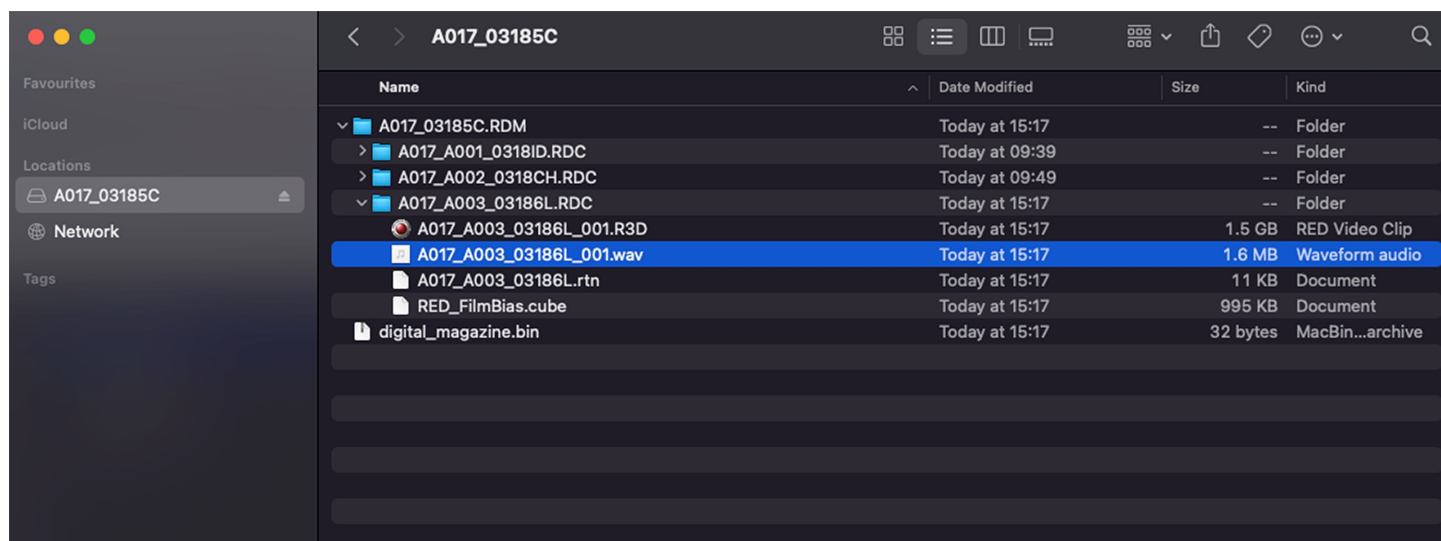 A017_03185C
Favourites
iCloud
Locations
A017_03185C
Network
Tags
Name Date Modified Size Kind
A017_03185C.RDM Today at 15:17 -- Folder
A017_A001_0318ID.RDC Today at 09:39 -- Folder
A017_A002_0318CH.RDC Today at 09:49 -- Folder
A017_A003_03186L.RDC Today at 15:17 -- Folder
A017_A003_03186L_001.R3D Today at 15:17 1.5 GB RED Video Clip
A017_A003_03186L_001.wav Today at 15:17 1.6 MB Waveform audio
A017_A003_03186L.rtn Today at 15:17 11 KB Document
RED_FilmBias.cube Today at 15:17 995 KB Document
digital_magazine.bin Today at 15:17 32 bytes MacBin...archive